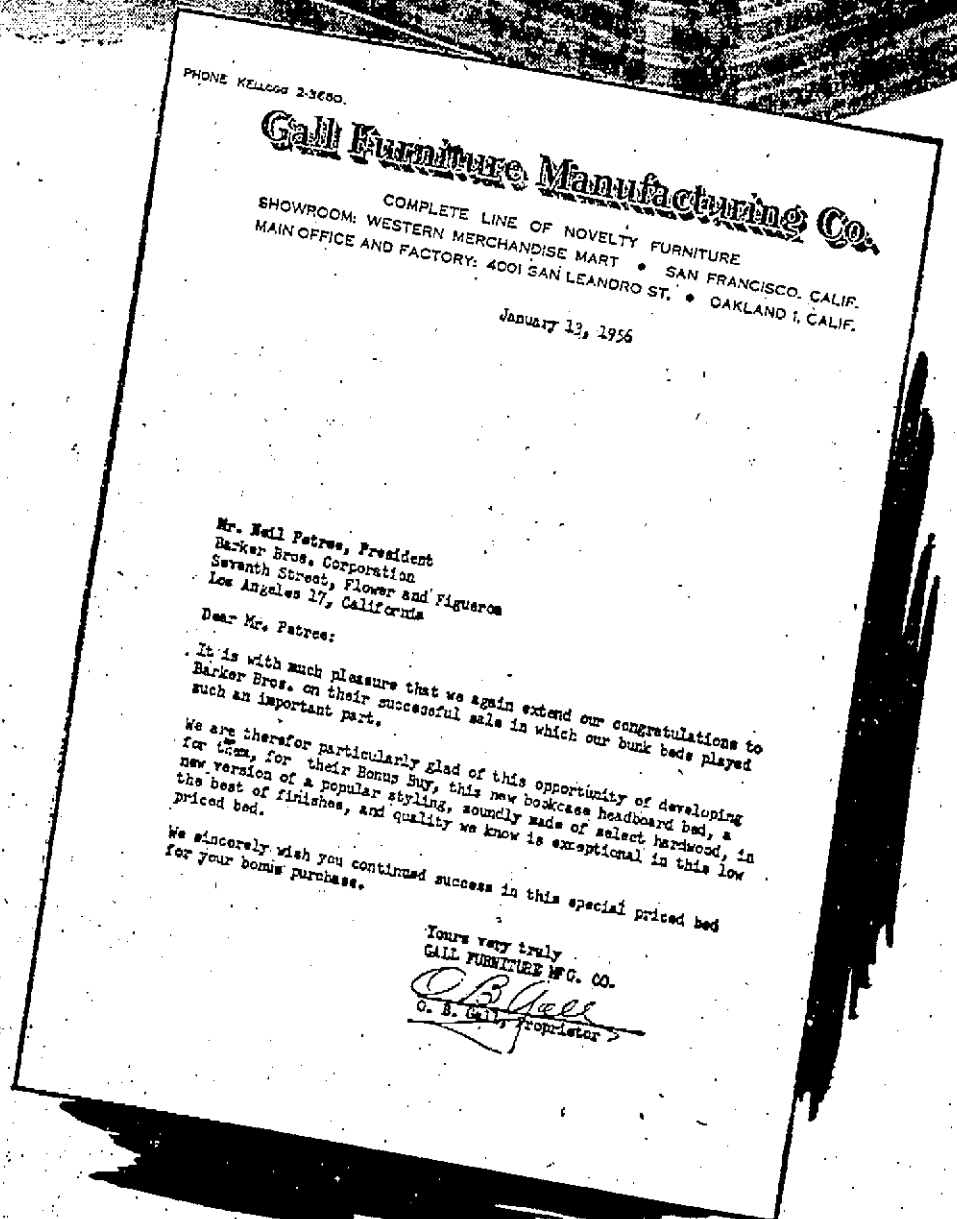 PHONE KELLOGG 2-3680.
Gall Furniture Manufacturing Co.
COMPLETE LINE OF NOVELTY FURNITURE
SHOWROOM: WESTERN MERCHANDISE MART • SAN FRANCISCO, CALIF.
MAIN OFFICE AND FACTORY: 4001 SAN LEANDRO ST. • OAKLAND 1, CALIF.
January 13, 1956
Mr. Neil Petree, President
Barker Bros. Corporation
Seventh Street, Flower and Figueroa
Los Angeles 17, California
Dear Mr. Petree:
It is with much pleasure that we again extend our congratulations to
Barker Bros. on their successful sale in which our bunk beds played
such an important part.
We are therefor particularly glad of this opportunity of developing
for them, for their Bonus Buy, this new bookcase headboard bed, a
new version of a popular styling, soundly made of select hardwood, in
the best of finishes, and quality we know is exceptional in this low
priced bed.
We sincerely wish you continued success in this special priced bed
for your bonus purchase.
Yours very truly
GALL FURNITURE MFG. CO.
O B Gall
O. B. Gall, Proprietor